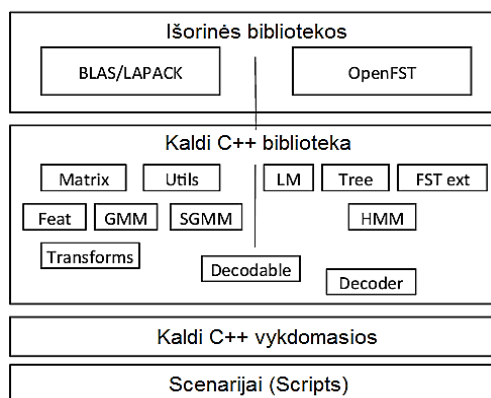 Išorinės bibliotekos
BLAS/LAPACK OpenFST
Kaldi C++ biblioteka
Matrix Utils LM Tree FST ext
Feat GMM SGMM HMM
Transforms
Decodable
Decoder
Kaldi C++ vykdomasios
Scenarijai (Scripts)